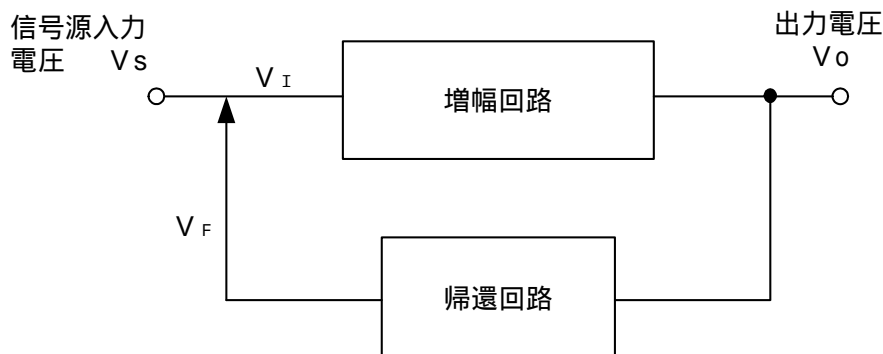 信号源入力
電圧 Vs
出力電圧
Vo
VI
増幅回路
VF
帰還回路